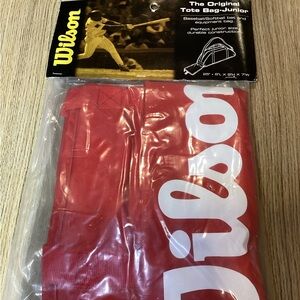 Wilson
The Original
Tote Bag-Junior
Baseball/Softball bat and
equipment bag
Perfect junior size
durable construction
Wilson